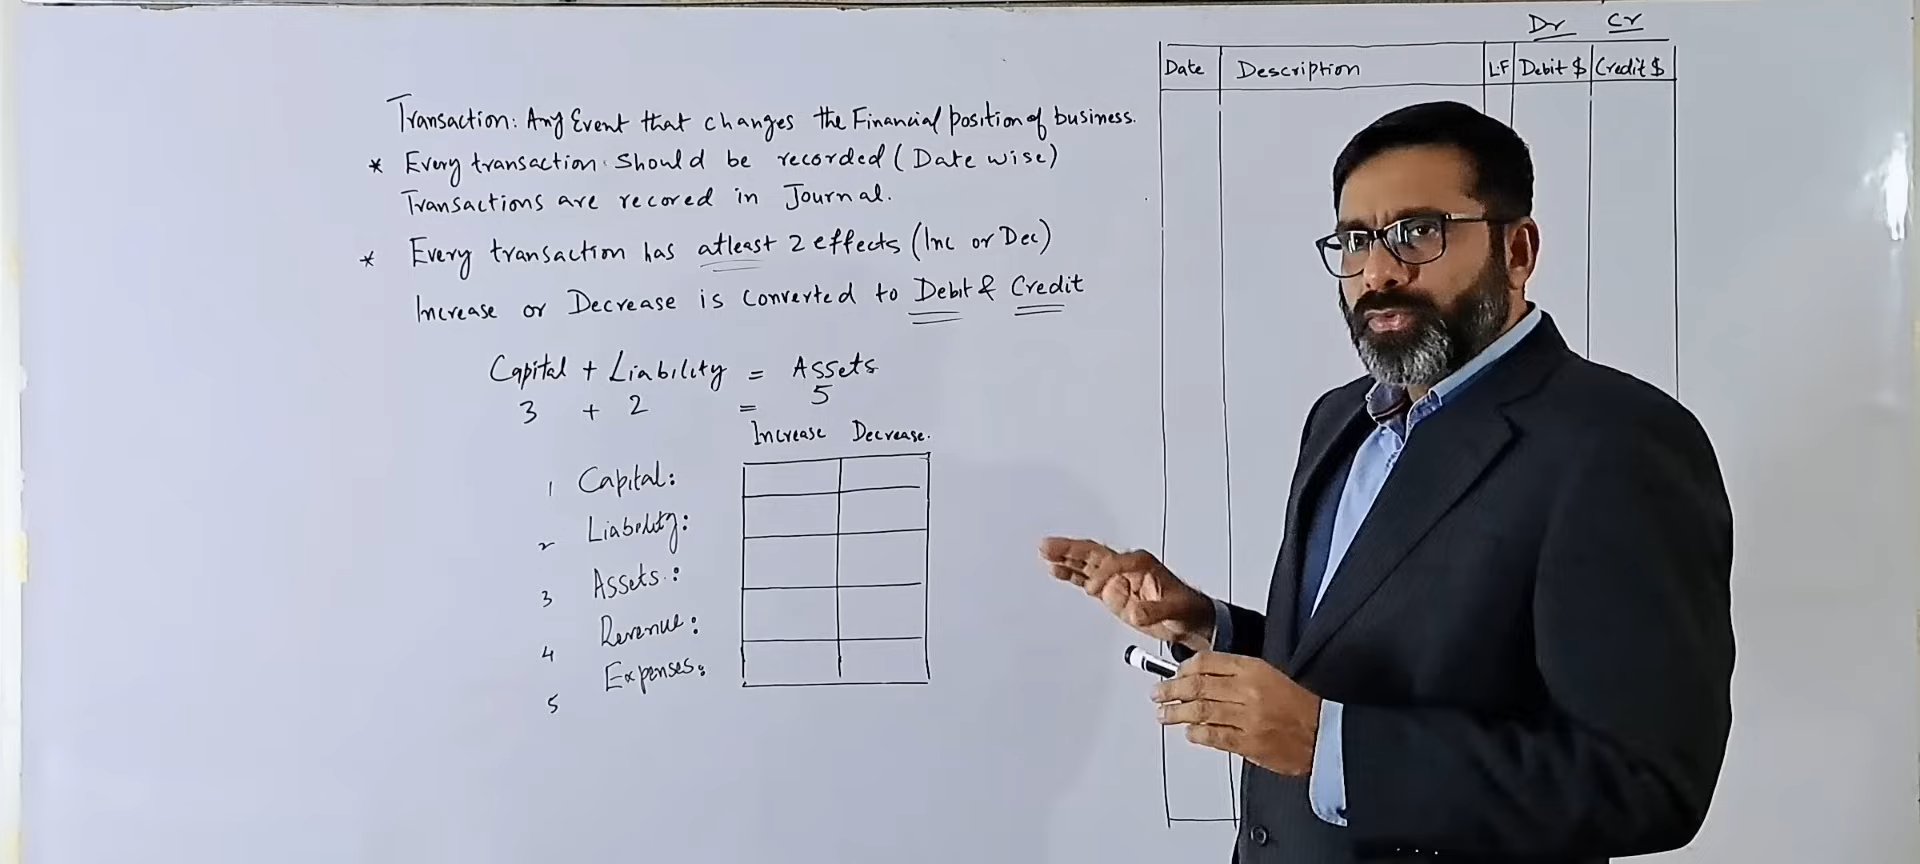 Transaction: Any Event that changes the Financial position of business.
* Every transaction should be recorded (Date wise)
Transactions are recored in Journal.
* Every transaction has atleast 2 effects (Inc or Dec)
Increase or Decrease is converted to Debit & Credit
Capital + Liability = Assets
3 + 2 = 5
Increase Decrease.
1 Capital:
2 Liability:
3 Assets:
4 Revenue:
5 Expenses:
Dr Cr
Date Description L.F Debit $ Credit $